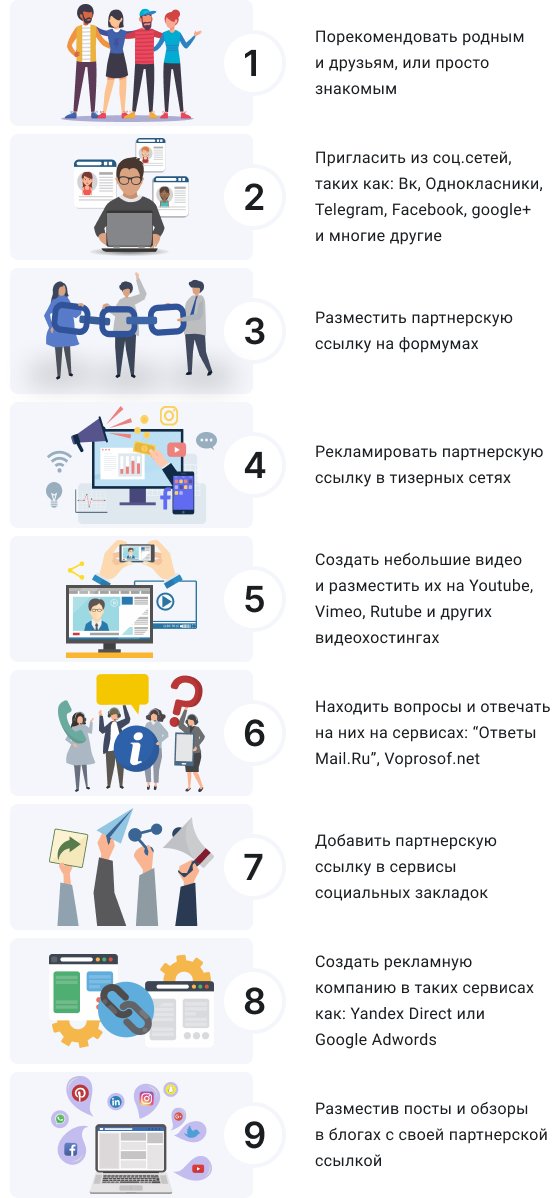 1
Порекомендовать родным
и друзьям, или просто
знакомым
2
Пригласить из соц.сетей,
таких как: Вк, Однокласники,
Telegram, Facebook, google+
и многие другие
3
Разместить партнерскую
ссылку на формумах
4
Рекламировать партнерскую
ссылку в тизерных сетях
5
Создать небольшие видео
и разместить их на Youtube,
Vimeo, Rutube и других
видеохостингах
6
Находить вопросы и отвечать
на них на сервисах: “Ответы
Mail.Ru”, Voprosof.net
7
Добавить партнерскую
ссылку в сервисы
социальных закладок
8
Создать рекламную
компанию в таких сервисах
как: Yandex Direct или
Google Adwords
9
Разместив посты и обзоры
в блогах с своей партнерской
ссылкой